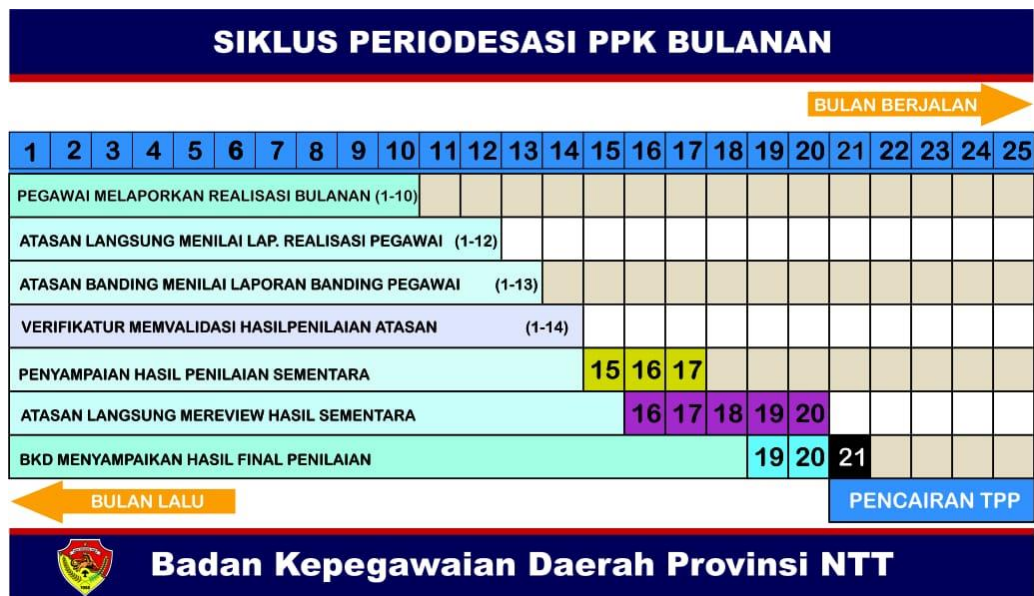 SIKLUS PERIODESASI PPK BULANAN
BULAN BERJALAN
1 2 3 4 5 6 7 8 9 10 11 12 13 14 15 16 17 18 19 20 21 22 23 24 25
PEGAWAI MELAPORKAN REALISASI BULANAN (1-10)
ATASAN LANGSUNG MENILAI LAP. REALISASI PEGAWAI (1-12)
ATASAN BANDING MENILAI LAPORAN BANDING PEGAWAI (1-13)
VERIFIKATUR MEMVALIDASI HASILPENILAIAN ATASAN (1-14)
PENYAMPAIAN HASIL PENILAIAN SEMENTARA 15 16 17
ATASAN LANGSUNG MEREVIEW HASIL SEMENTARA 16 17 18 19 20
BKD MENYAMPAIKAN HASIL FINAL PENILAIAN 19 20 21
BULAN LALU
PENCAIRAN TPP
Badan Kepegawaian Daerah Provinsi NTT